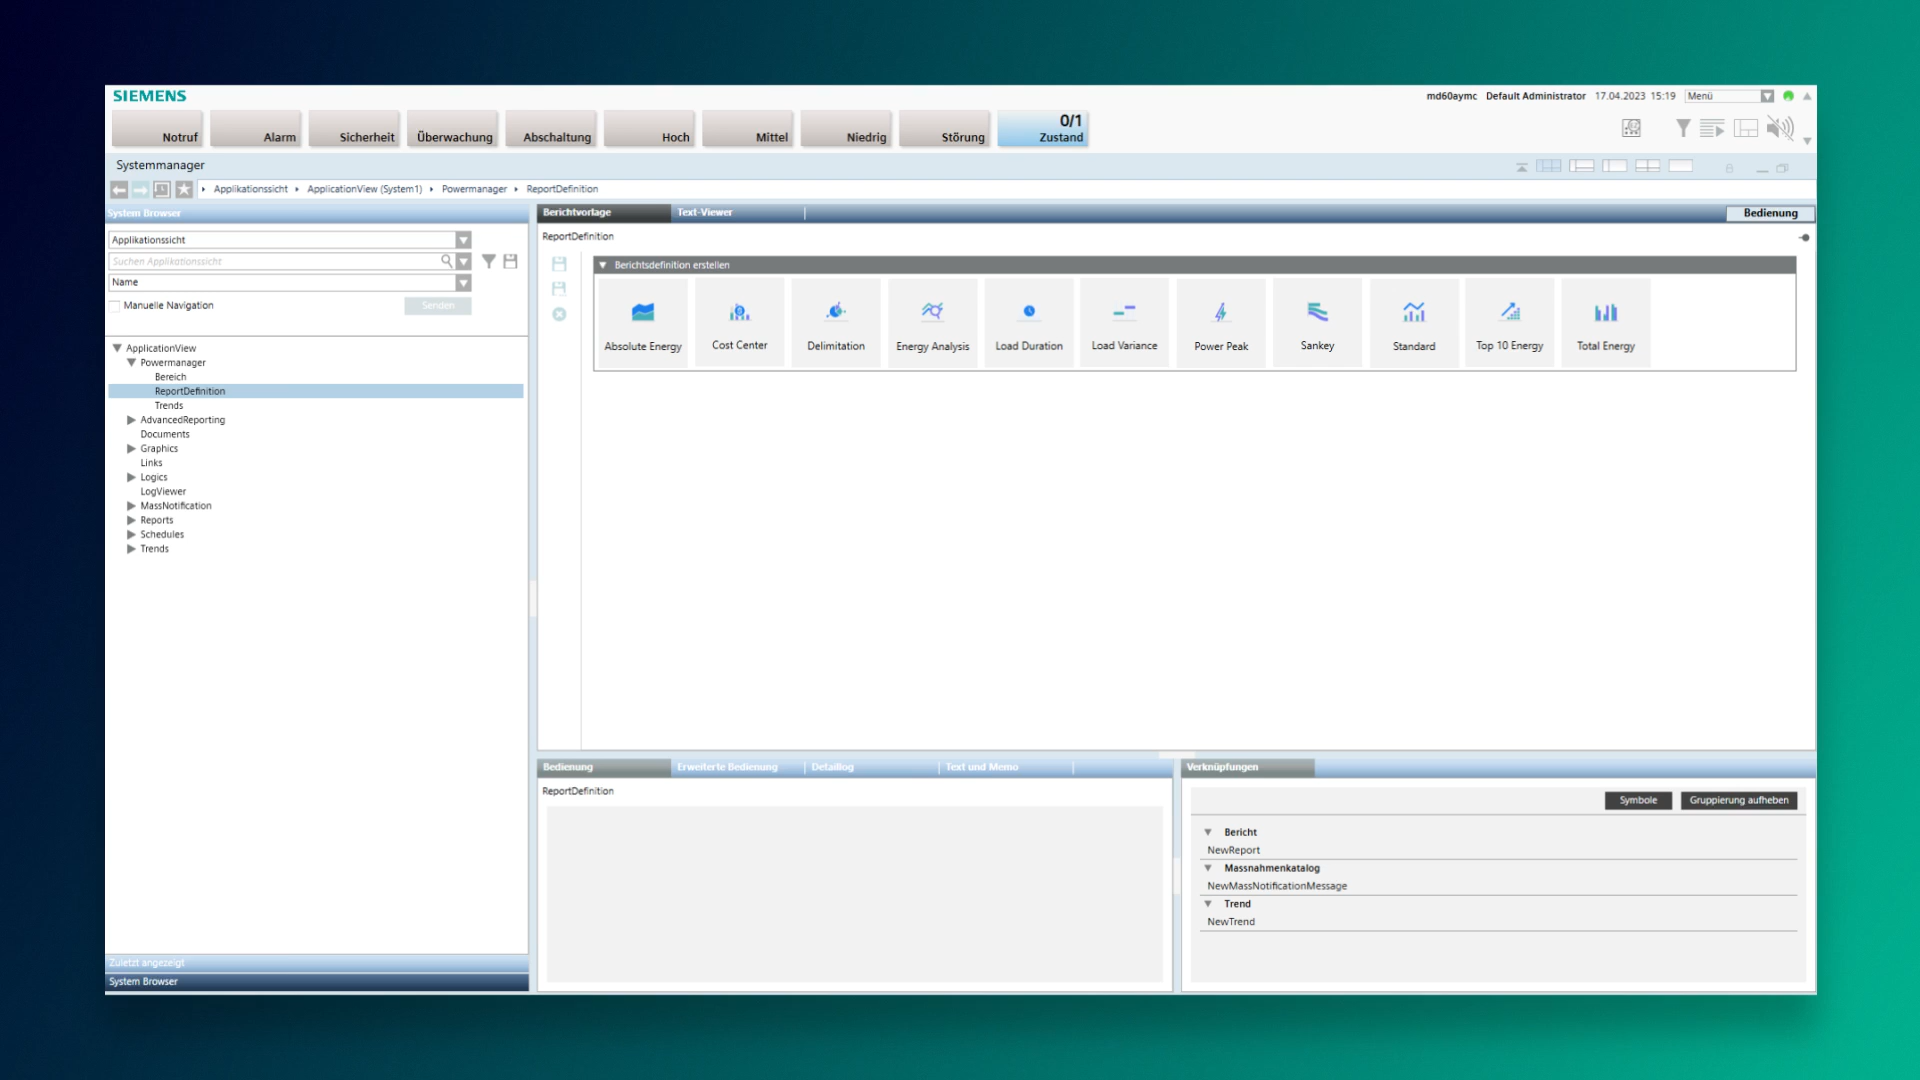 SIEMENS
md60aymc Default Administrator 17.04.2023 15:19 Menü
Notruf Alarm Sicherheit Überwachung Abschaltung Hoch Mittel Niedrig Störung 0/1 Zustand
Systemmanager
Applikationssicht ApplicationView (System1) Powermanager ReportDefinition
System Browser
Applikationssicht
Suchen Applikationssicht
Name
Manuelle Navigation Senden
ApplicationView
Powermanager
Bereich
ReportDefinition
Trends
AdvancedReporting
Documents
Graphics
Links
Logics
LogViewer
MassNotification
Reports
Schedules
Trends
Zuletzt angezeigt
System Browser
Berichtvorlage Text-Viewer Bedienung
ReportDefinition
Berichtsdefinition erstellen
Absolute Energy Cost Center Delimitation Energy Analysis Load Duration Load Variance Power Peak Sankey Standard Top 10 Energy Total Energy
Bedienung Erweiterte Bedienung Detaillog Text und Memo
ReportDefinition
Verknüpfungen
Symbole Gruppierung aufheben
Bericht
NewReport
Massnahmenkatalog
NewMassNotificationMessage
Trend
NewTrend